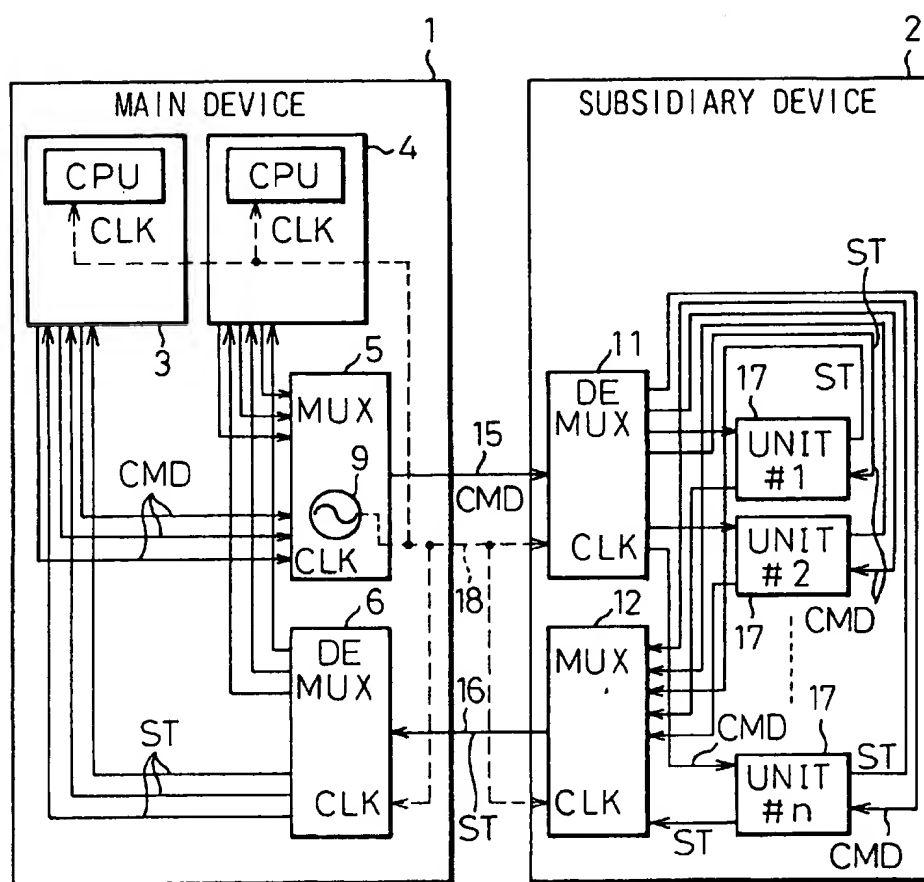 1
2
MAIN DEVICE
SUBSIDIARY DEVICE
4
CPU
CPU
CLK
CLK
ST
3
5
11
MUX
DE
MUX
ST
17
UNIT
#1
9
15
CMD
CMD
CLK
CLK
18
UNIT
#2
6
12
17
CMD
DE
MUX
MUX
16
17
ST
CMD
ST
UNIT
#n
CLK
ST
CLK
ST
CMD